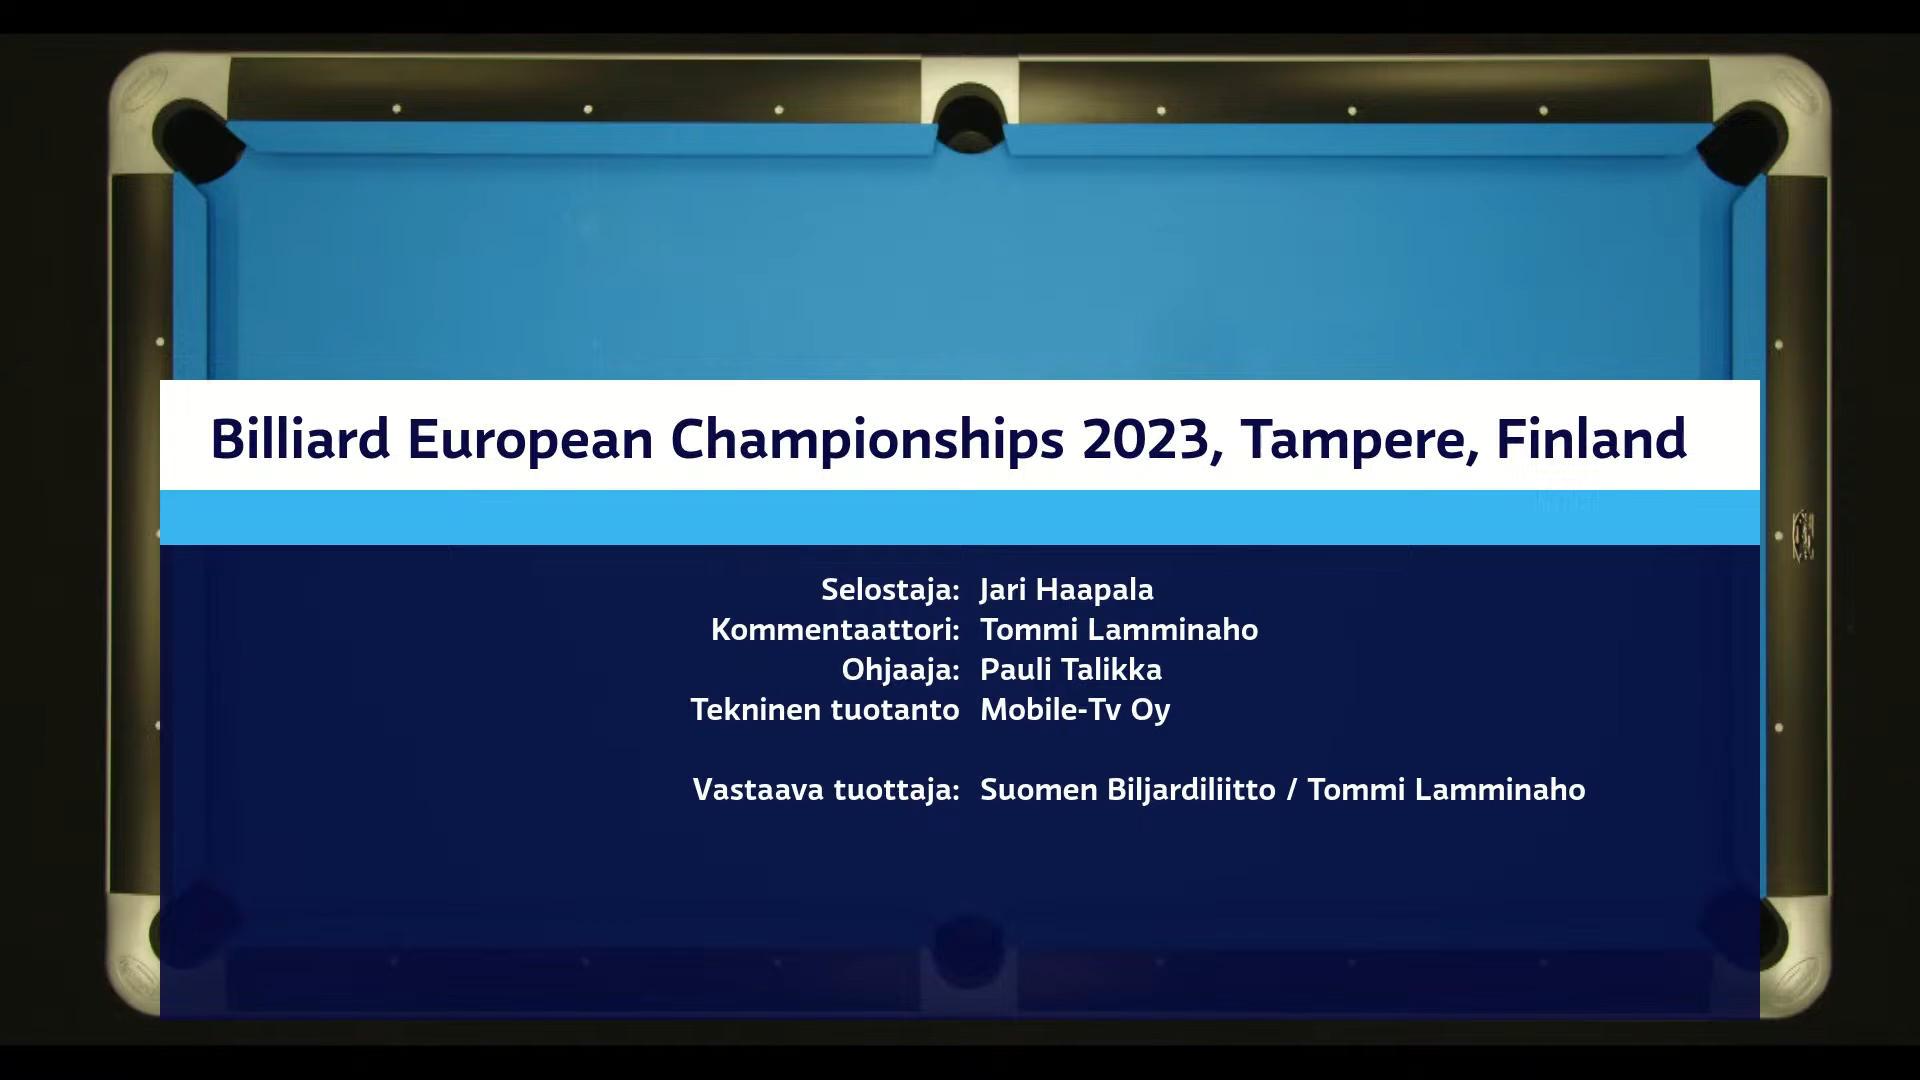 Billiard European Championships 2023, Tampere, Finland
Selostaja: Jari Haapala
Kommentaattori: Tommi Lamminaho
Ohjaaja: Pauli Talikka
Tekninen tuotanto Mobile-Tv Oy
Vastaava tuottaja: Suomen Biljardiliitto / Tommi Lamminaho